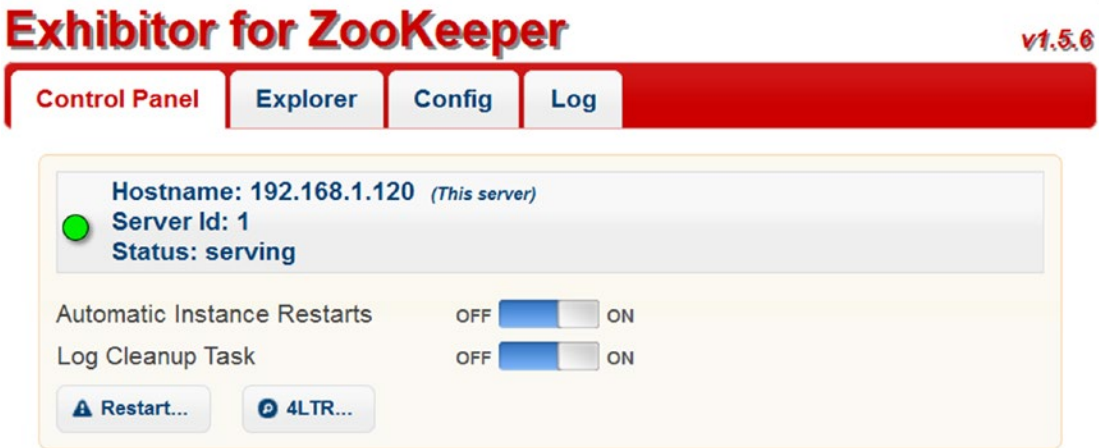 Exhibitor for ZooKeeper
v1.5.6
Control Panel Explorer Config Log
Hostname: 192.168.1.120 (This server)
Server Id: 1
Status: serving
Automatic Instance Restarts OFF ON
Log Cleanup Task OFF ON
Restart... 4LTR...